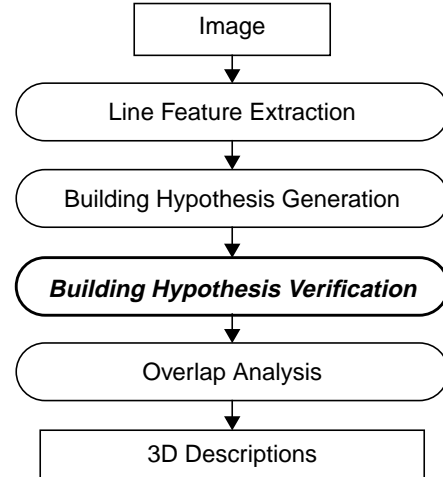 Image
Line Feature Extraction
Building Hypothesis Generation
Building Hypothesis Verification
Overlap Analysis
3D Descriptions